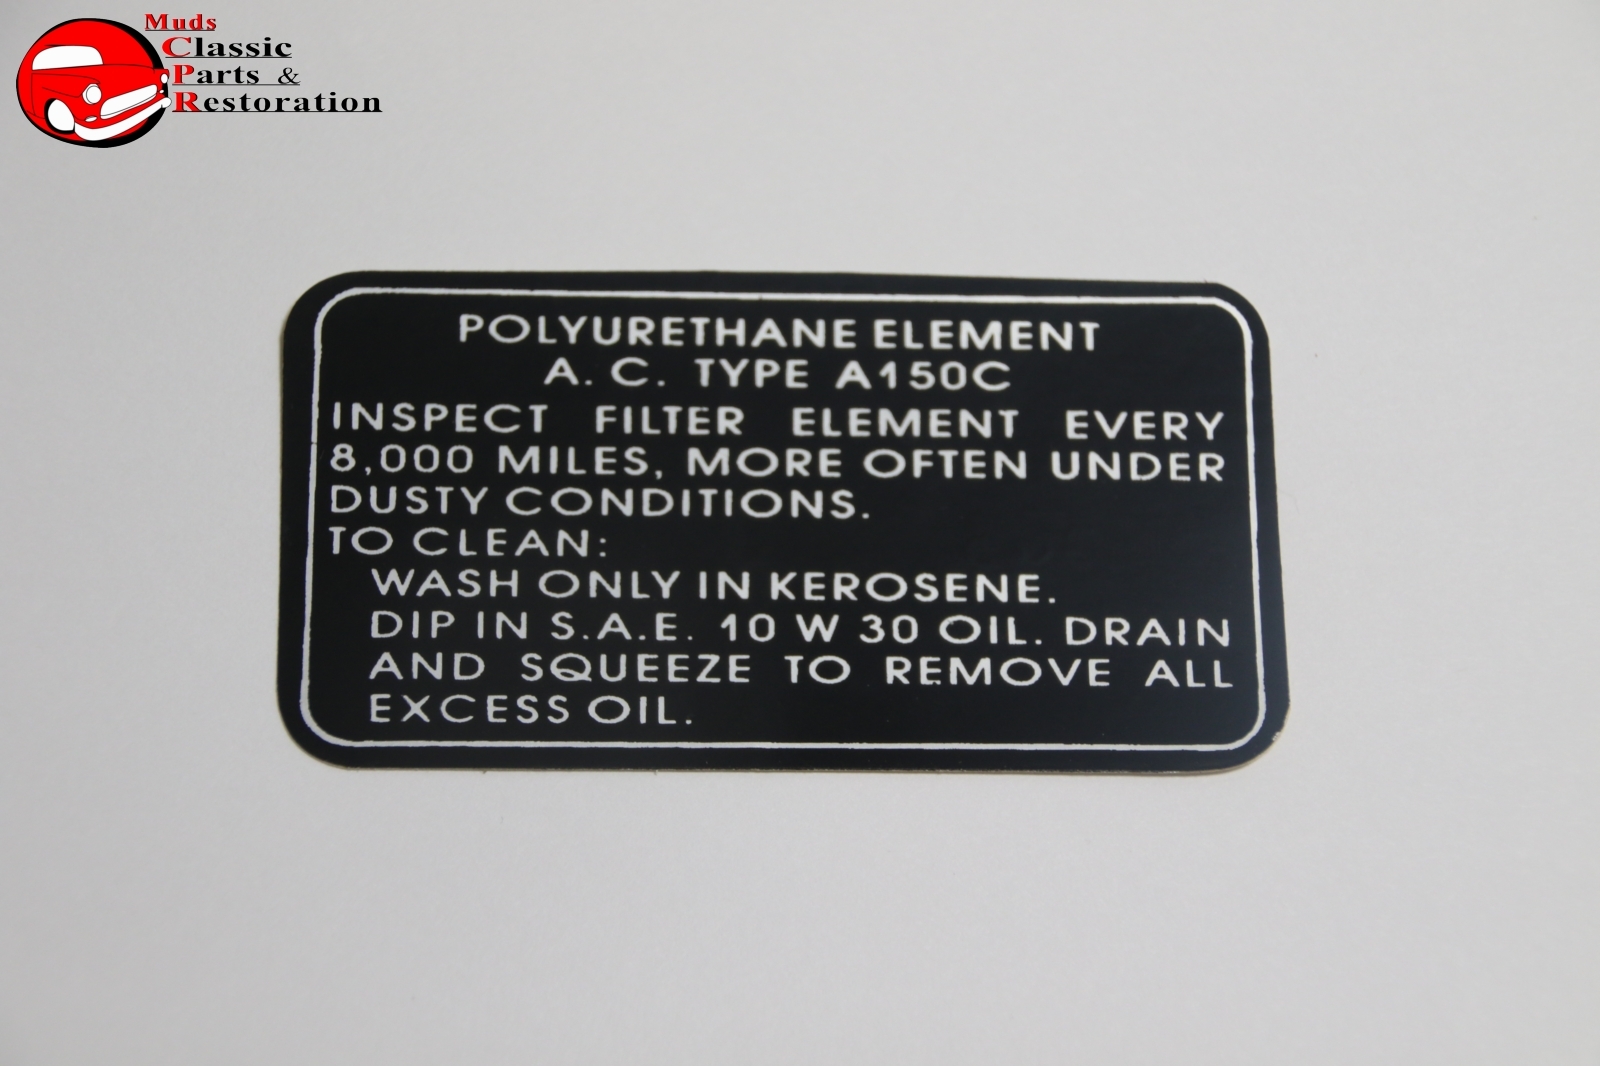 Muds
Classic
Parts &
Restoration
POLYURETHANE ELEMENT
A. C. TYPE A150C
INSPECT FILTER ELEMENT EVERY
8,000 MILES, MORE OFTEN UNDER
DUSTY CONDITIONS.
TO CLEAN:
WASH ONLY IN KEROSENE.
DIP IN S.A.E. 10 W 30 OIL. DRAIN
AND SQUEEZE TO REMOVE ALL
EXCESS OIL.